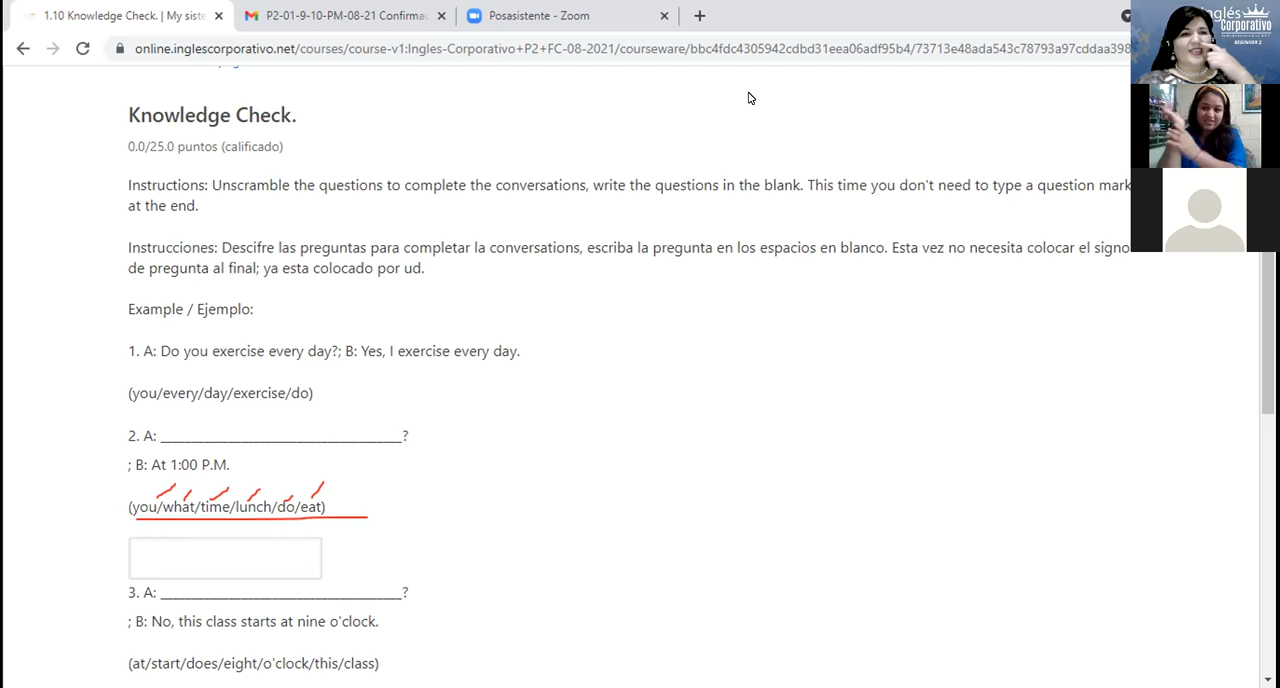 1.10 Knowledge Check. | My siste
P2-01-9-10-PM-08-21 Confirmac
Posasistente - Zoom
online.inglescorporativo.net/courses/course-v1:Ingles-Corporativo+P2+FC-08-2021/courseware/bbc4fdc4305942cdbd31eea06adf95b4/73713e48ada543c78793a97cddaa398
inglés
Corporativo
BEGINNER 2
Knowledge Check.
0.0/25.0 puntos (calificado)
Instructions: Unscramble the questions to complete the conversations, write the questions in the blank. This time you don't need to type a question mark
at the end.
Instrucciones: Descifre las preguntas para completar la conversations, escriba la pregunta en los espacios en blanco. Esta vez no necesita colocar el signo
de pregunta al final; ya esta colocado por ud.
Example / Ejemplo:
1. A: Do you exercise every day?; B: Yes, I exercise every day.
(you/every/day/exercise/do)
2. A: ___________________________________?
; B: At 1:00 P.M.
(you/what/time/lunch/do/eat)
3. A: ___________________________________?
; B: No, this class starts at nine o'clock.
(at/start/does/eight/o'clock/this/class)